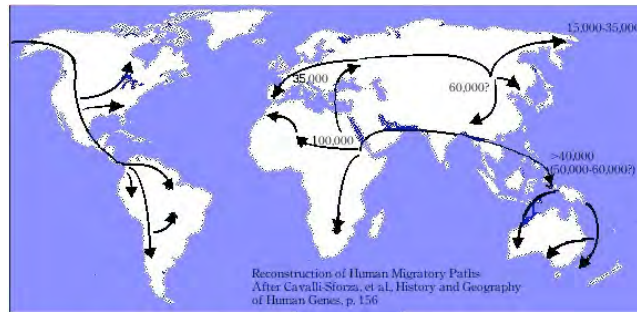 15,000-35,000
35,000
60,000?
100,000
>40,000
(50,000-60,000?)
Reconstruction of Human Migratory Paths
After Cavalli-Sforza, et al., History and Geography
of Human Genes, p. 156